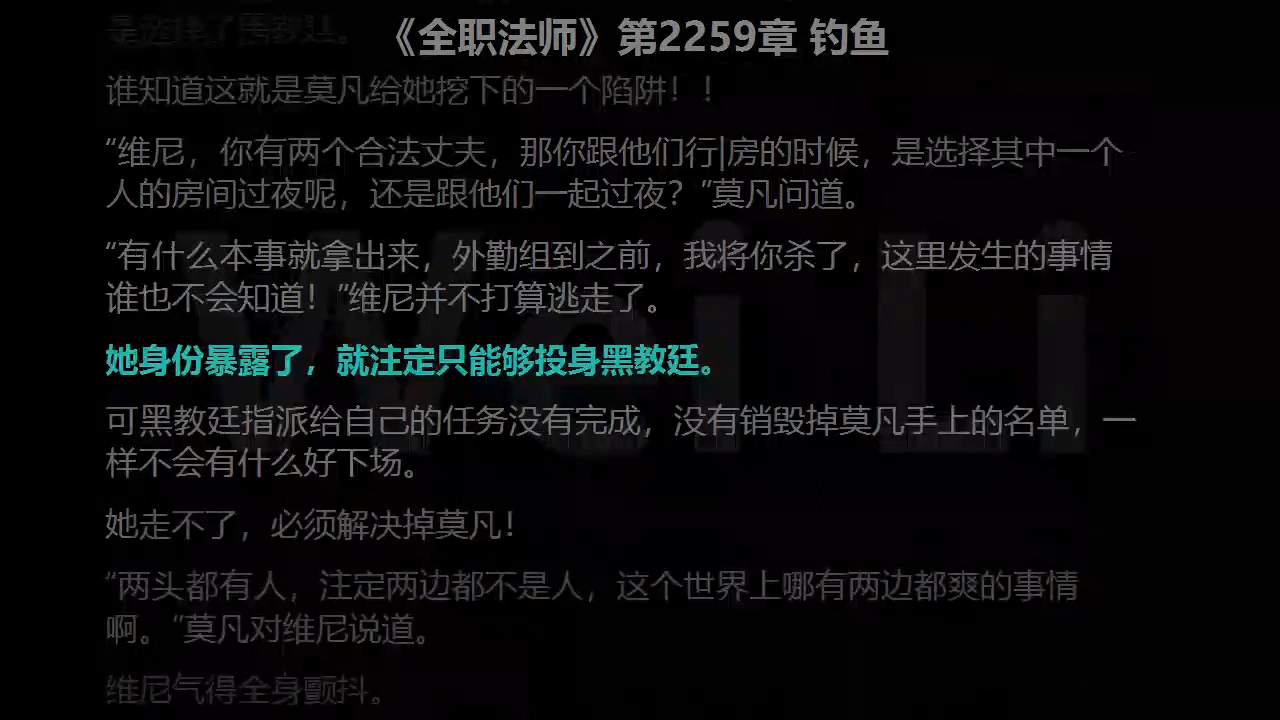 是选择了黑教廷。
《全职法师》第2259章 钓鱼
谁知道这就是莫凡给她挖下的一个陷阱！！
“维尼，你有两个合法丈夫，那你跟他们行|房的时候，是选择其中一个
人的房间过夜呢，还是跟他们一起过夜？”莫凡问道。
“有什么本事就拿出来，外勤组到之前，我将你杀了，这里发生的事情
谁也不会知道！”维尼并不打算逃走了。
她身份暴露了，就注定只能够投身黑教廷。
可黑教廷指派给自己的任务没有完成，没有销毁掉莫凡手上的名单，一
样不会有什么好下场。
她走不了，必须解决掉莫凡！
“两头都有人，注定两边都不是人，这个世界上哪有两边都爽的事情
啊。”莫凡对维尼说道。
维尼气得全身颤抖。
Wei Li